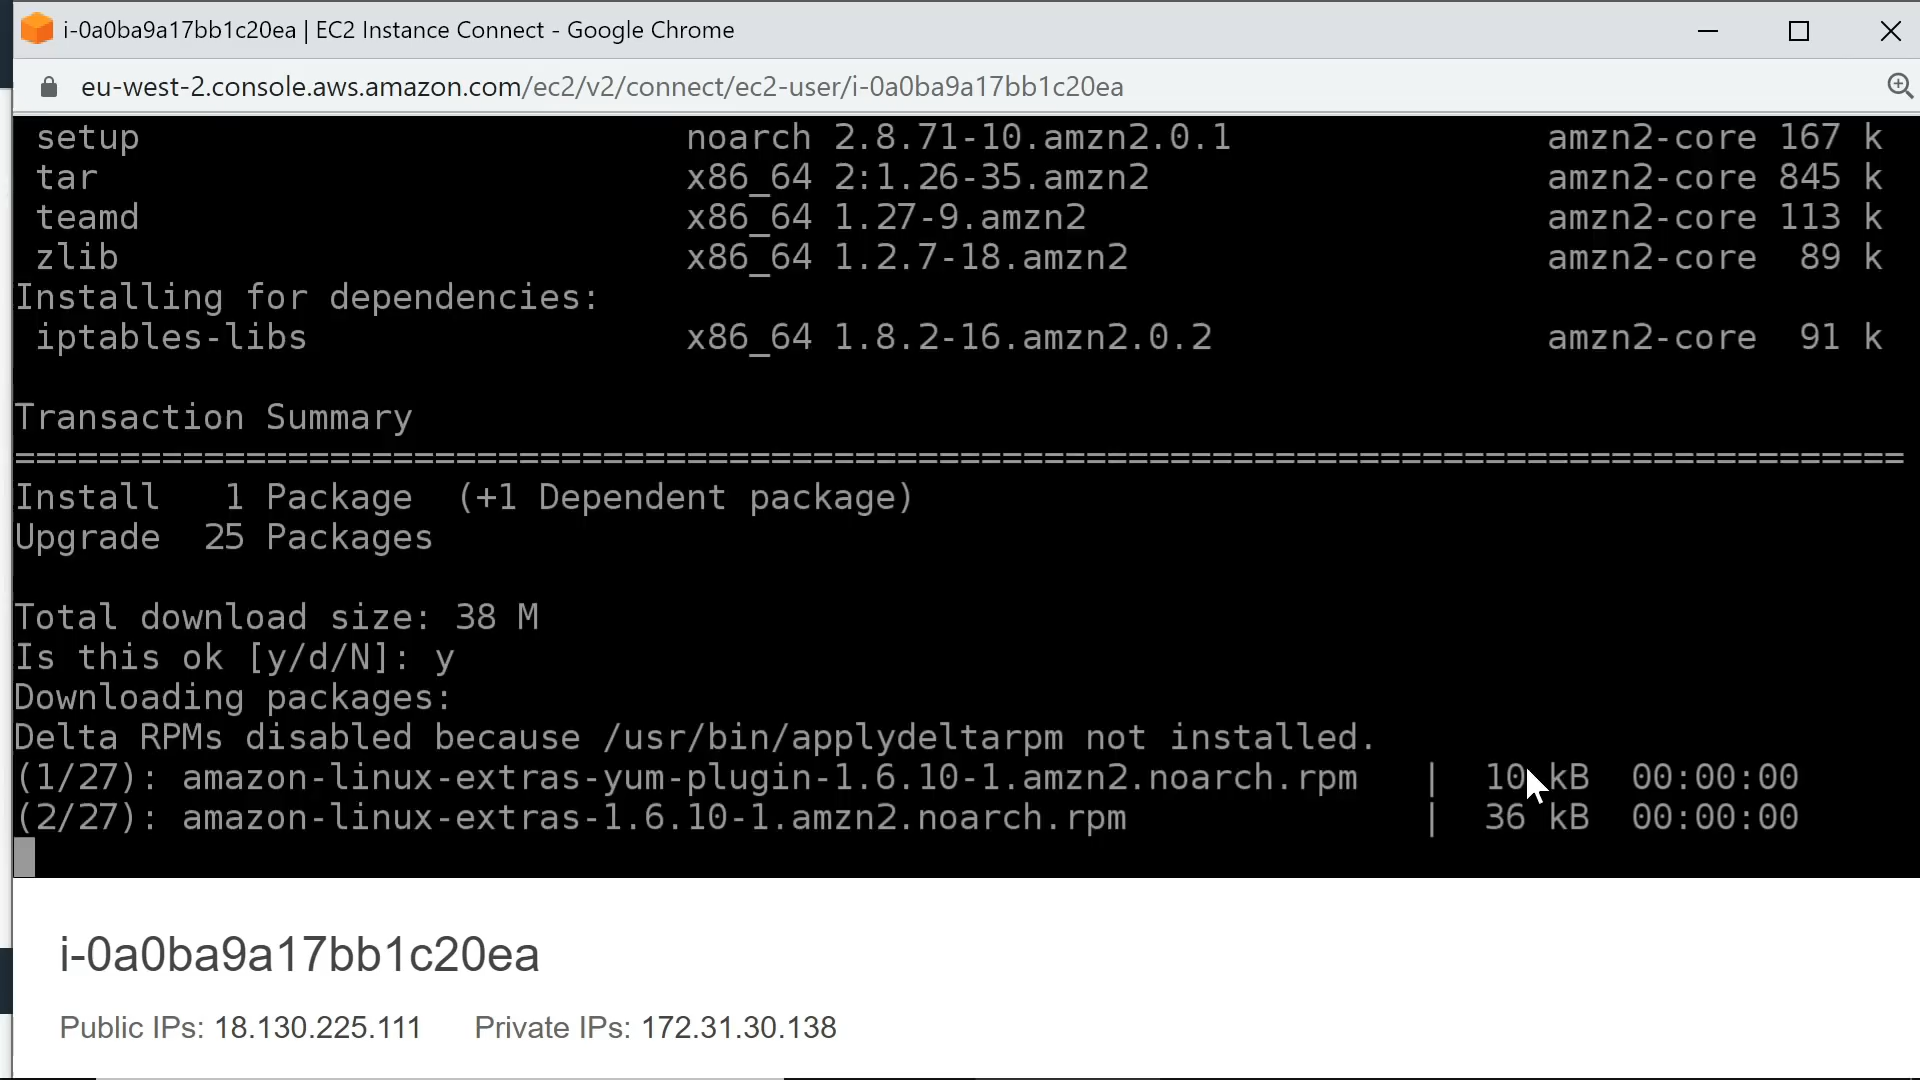 i-0a0ba9a17bb1c20ea | EC2 Instance Connect - Google Chrome
eu-west-2.console.aws.amazon.com/ec2/v2/connect/ec2-user/i-0a0ba9a17bb1c20ea
setup noarch 2.8.71-10.amzn2.0.1 amzn2-core 167 k
tar x86_64 2:1.26-35.amzn2 amzn2-core 845 k
teamd x86_64 1.27-9.amzn2 amzn2-core 113 k
zlib x86_64 1.2.7-18.amzn2 amzn2-core 89 k
Installing for dependencies:
iptables-libs x86_64 1.8.2-16.amzn2.0.2 amzn2-core 91 k
Transaction Summary
==========================================================================================
Install 1 Package (+1 Dependent package)
Upgrade 25 Packages
Total download size: 38 M
Is this ok [y/d/N]: y
Downloading packages:
Delta RPMs disabled because /usr/bin/applydeltarpm not installed.
(1/27): amazon-linux-extras-yum-plugin-1.6.10-1.amzn2.noarch.rpm | 10 kB 00:00:00
(2/27): amazon-linux-extras-1.6.10-1.amzn2.noarch.rpm | 36 kB 00:00:00
i-0a0ba9a17bb1c20ea
Public IPs: 18.130.225.111 Private IPs: 172.31.30.138